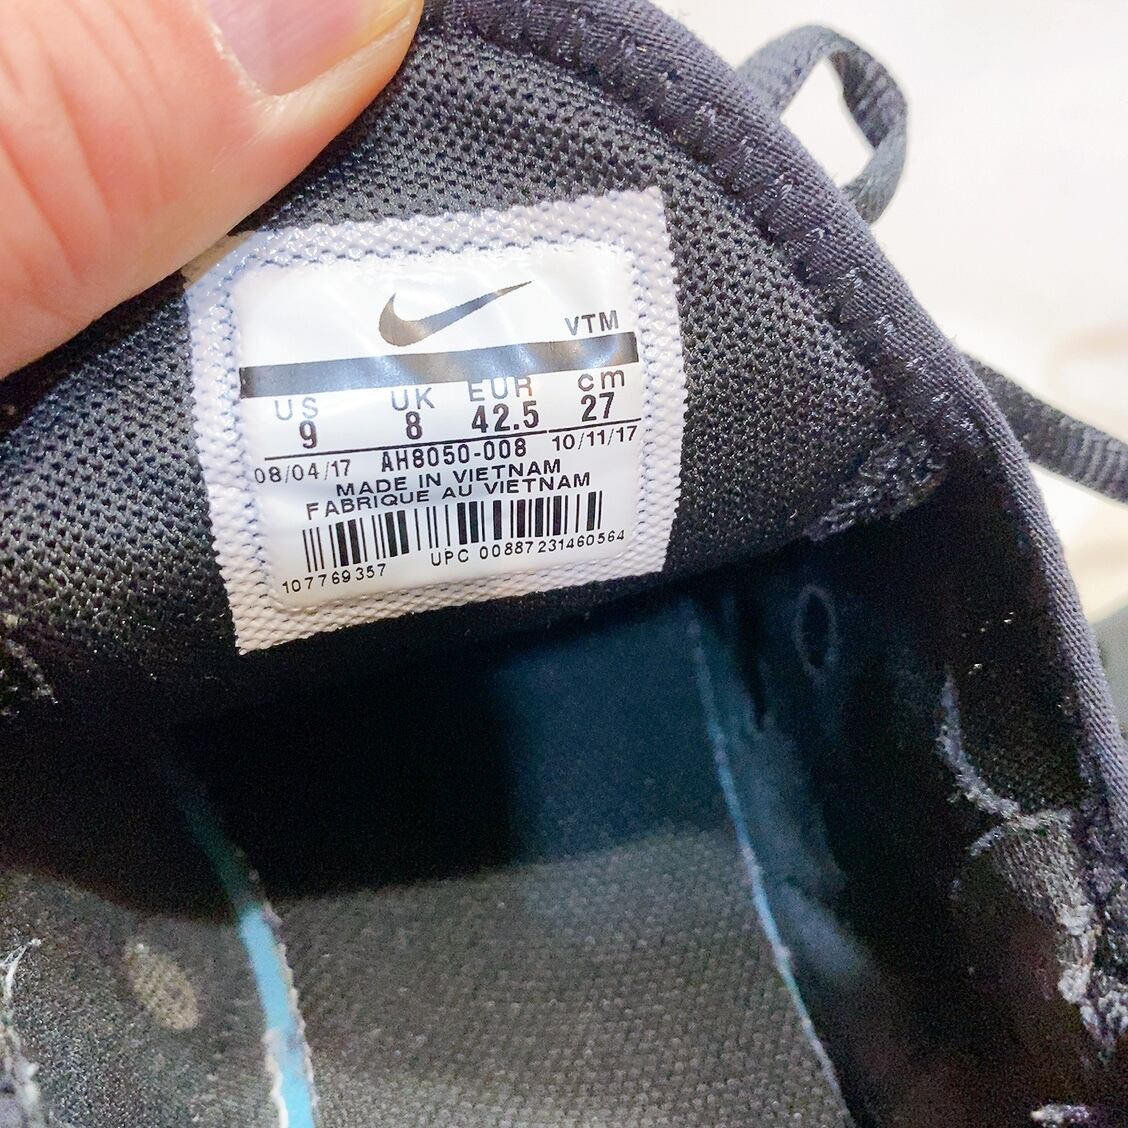 VTM
US UK EUR cm
9 8 42.5 27
08/04/17 AH8050-008 10/11/17
MADE IN VIETNAM
FABRIQUE AU VIETNAM
107769357 UPC 00887231460564